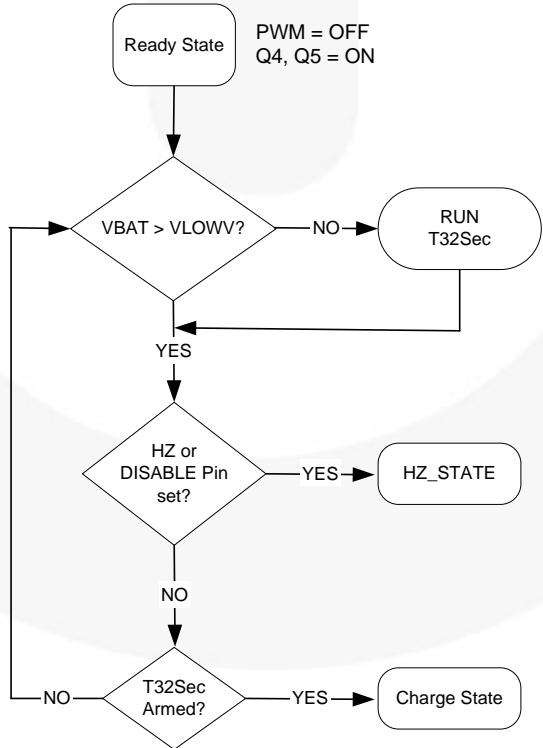 Ready State
PWM = OFF
Q4, Q5 = ON
VBAT > VLOWV?
NO
RUN
T32Sec
YES
HZ or
DISABLE Pin
set?
YES
HZ_STATE
NO
T32Sec
Armed?
NO
YES
Charge State